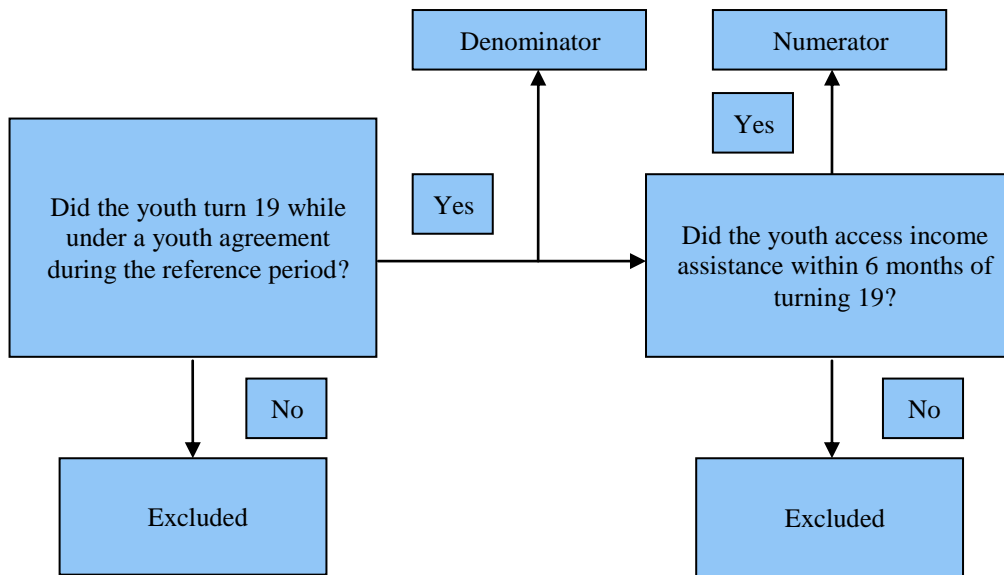 Denominator
Numerator
Yes
Did the youth turn 19 while
under a youth agreement
during the reference period?
Yes
Did the youth access income
assistance within 6 months of
turning 19?
No
No
Excluded
Excluded